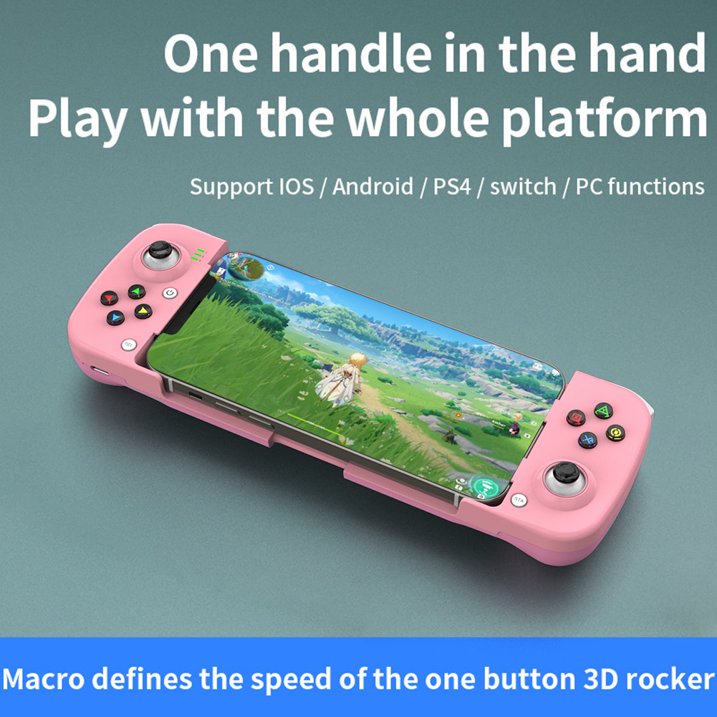 One handle in the hand
Play with the whole platform
Support IOS / Android / PS4 / switch / PC functions
Macro defines the speed of the one button 3D rocker